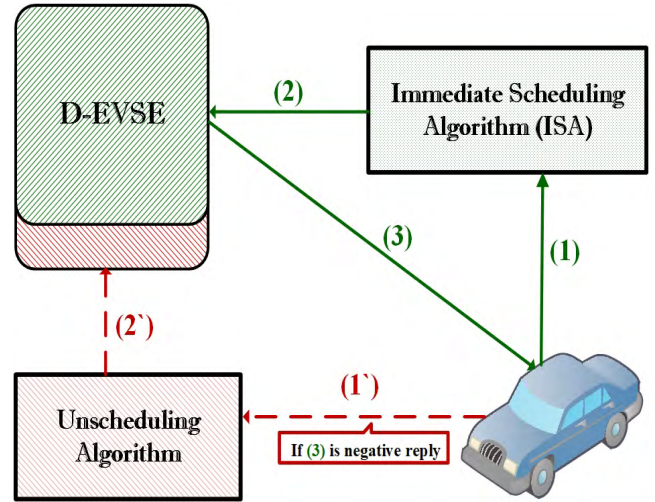 D-EVSE
(2)
Immediate Scheduling
Algorithm (ISA)
(3)
(1)
(2`)
(1`)
If (3) is negative reply
Unscheduling
Algorithm